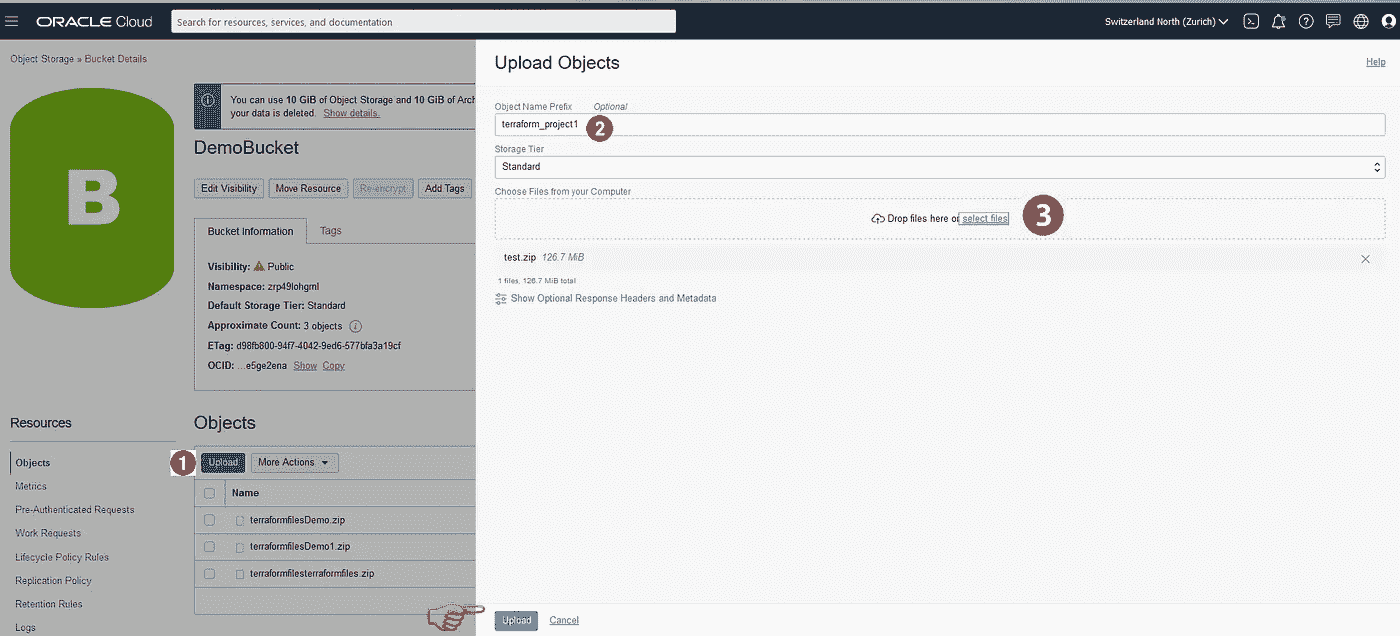 ORACLE Cloud
Search for resources, services, and documentation
Switzerland North (Zurich)
Object Storage » Bucket Details
B
You can use 10 GiB of Object Storage and 10 GiB of Arch
your data is deleted. Show details.
DemoBucket
Edit Visibility
Move Resource
Re-encrypt
Add Tags
Bucket Information
Tags
Visibility: Public
Namespace: zrp49lohgrnl
Default Storage Tier: Standard
Approximate Count: 3 objects
ETag: d98fb800-94f7-4042-9ed6-577bfa3a19cf
OCID: ...e5ge2ena Show Copy
Resources
Objects
Metrics
Pre-Authenticated Requests
Work Requests
Lifecycle Policy Rules
Replication Policy
Retention Rules
Logs
Objects
1
Upload
More Actions
Name
terraformfilesDemo.zip
terraformfilesDemo1.zip
terraformfilesterraformfiles.zip
Upload Objects
Help
Object Name Prefix Optional
terraform_project1
2
Storage Tier
Standard
Choose Files from your Computer
Drop files here or select files
3
test.zip 126.7 MiB
1 files, 126.7 MiB total
Show Optional Response Headers and Metadata
Upload
Cancel